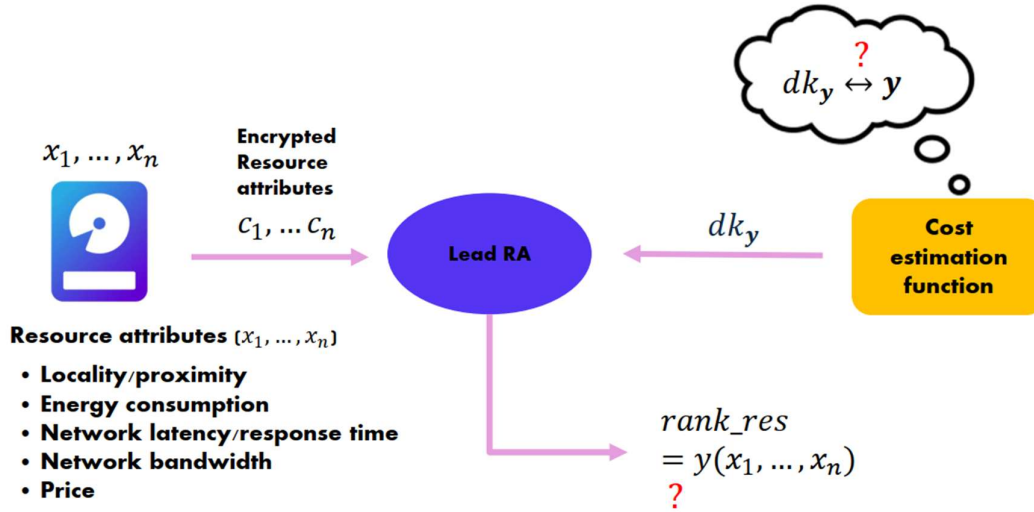 ?
dk_y ↔ y
x_1, … , x_n
Encrypted
Resource
attributes
c_1, … c_n
Lead RA
dk_y
Cost
estimation
function
Resource attributes (x_1, … , x_n)
• Locality/proximity
• Energy consumption
• Network latency/response time
• Network bandwidth
• Price
rank_res
= y(x_1, … , x_n)
?